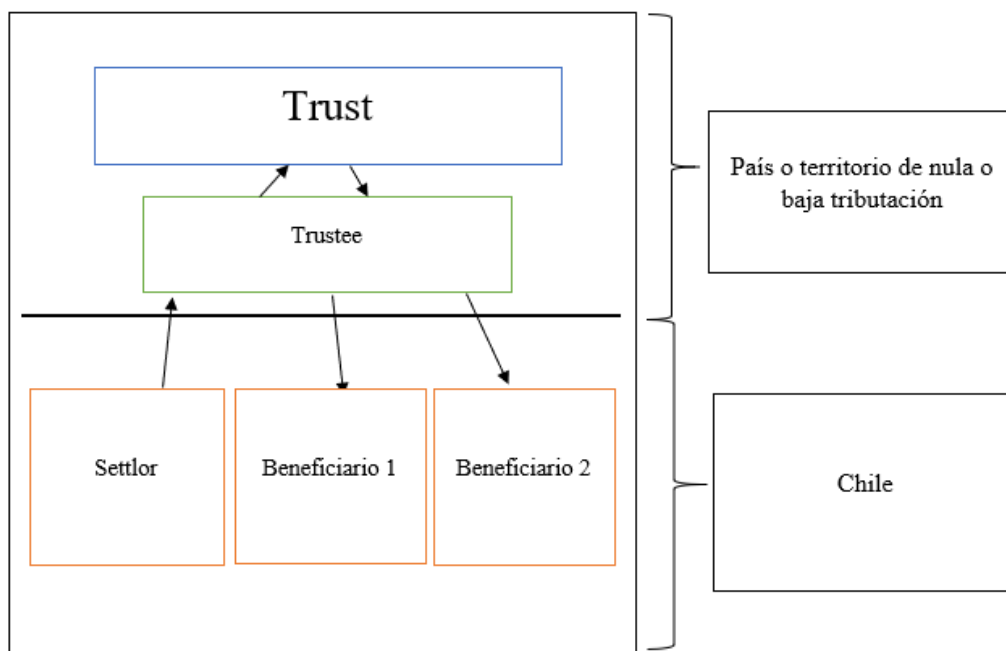 Trust
Trustee
País o territorio de nula o
baja tributación
Settlor
Beneficiario 1
Beneficiario 2
Chile